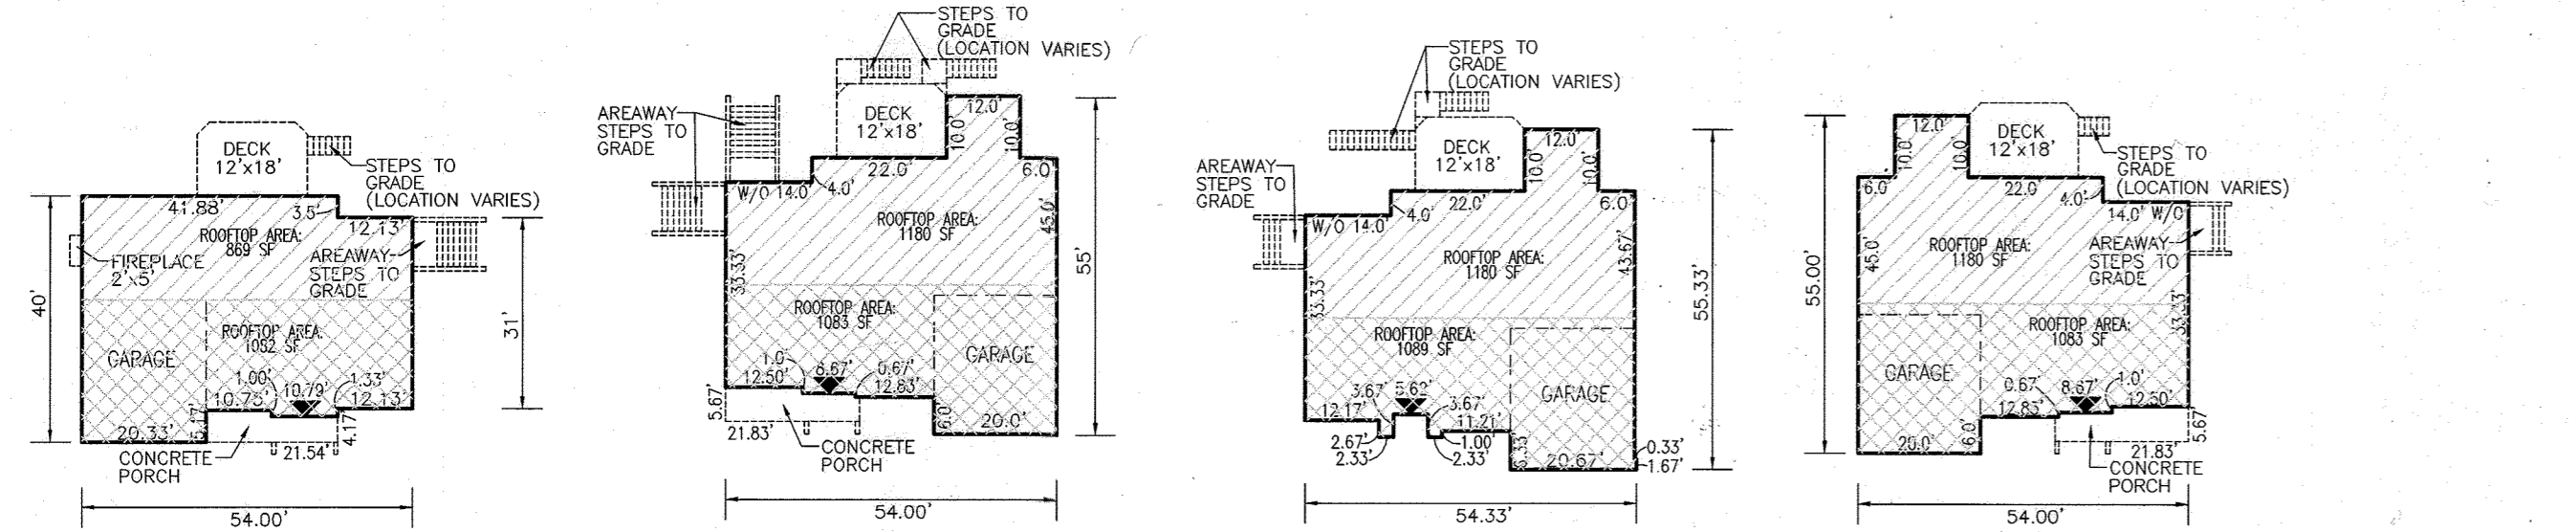 DECK
12'x18'
STEPS TO
GRADE
(LOCATION VARIES)
41.88'
3.5'
12.13'
ROOFTOP AREA:
869 SF
FIREPLACE
2'x5'
AREAWAY
STEPS TO
GRADE
40'
31'
ROOFTOP AREA:
1082 SF
GARAGE
1.00'
10.79'
1.33'
10.75'
12.13'
20.33'
4.17'
21.54'
CONCRETE
PORCH
54.00'
STEPS TO
GRADE
(LOCATION VARIES)
AREAWAY
STEPS TO
GRADE
DECK
12'x18'
12.0'
10.0'
10.0'
22.0'
6.0'
W/O 14.0'
4.0'
ROOFTOP AREA:
1180 SF
45.0'
33.33'
55'
ROOFTOP AREA:
1083 SF
GARAGE
1.0'
8.67'
0.67'
12.50'
12.83'
5.67'
6.0'
20.0'
21.83'
CONCRETE
PORCH
54.00'
STEPS TO
GRADE
(LOCATION VARIES)
AREAWAY
STEPS TO
GRADE
DECK
12'x18'
12.0'
10.0'
10.0'
22.0'
6.0'
W/O 14.0'
4.0'
ROOFTOP AREA:
1180 SF
43.67'
33.33'
55.33'
ROOFTOP AREA:
1089 SF
GARAGE
3.67'
5.62'
3.67'
12.17'
11.21'
2.67'
2.33'
1.00'
2.33'
6.33'
20.67'
0.33'
1.67'
54.33'
12.0'
10.0'
10.0'
DECK
12'x18'
STEPS TO
GRADE
(LOCATION VARIES)
6.0'
22.0'
4.0'
14.0' W/O
ROOFTOP AREA:
1180 SF
45.0'
AREAWAY
STEPS TO
GRADE
55.00'
33.33'
ROOFTOP AREA:
1083 SF
GARAGE
0.67'
8.67'
1.0'
12.83'
12.50'
6.0'
20.0'
5.67'
21.83'
CONCRETE
PORCH
54.00'